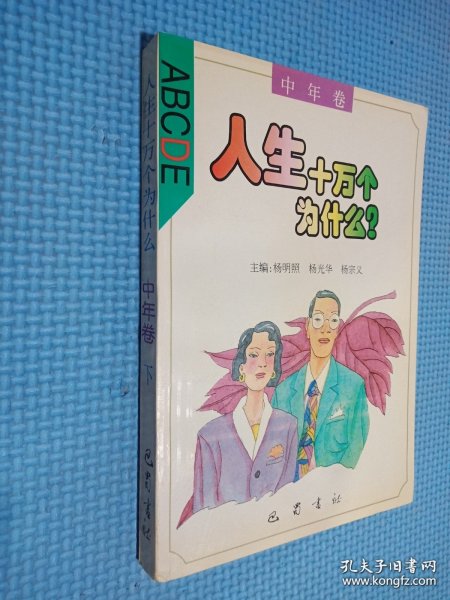 人生十万个为什么 中年卷 下 巴蜀书社
ABCDE
中年卷
人生十万个
为什么?
主编:杨明照 杨光华 杨宗义
巴蜀书社
孔夫子旧书网
www.kongfz.com